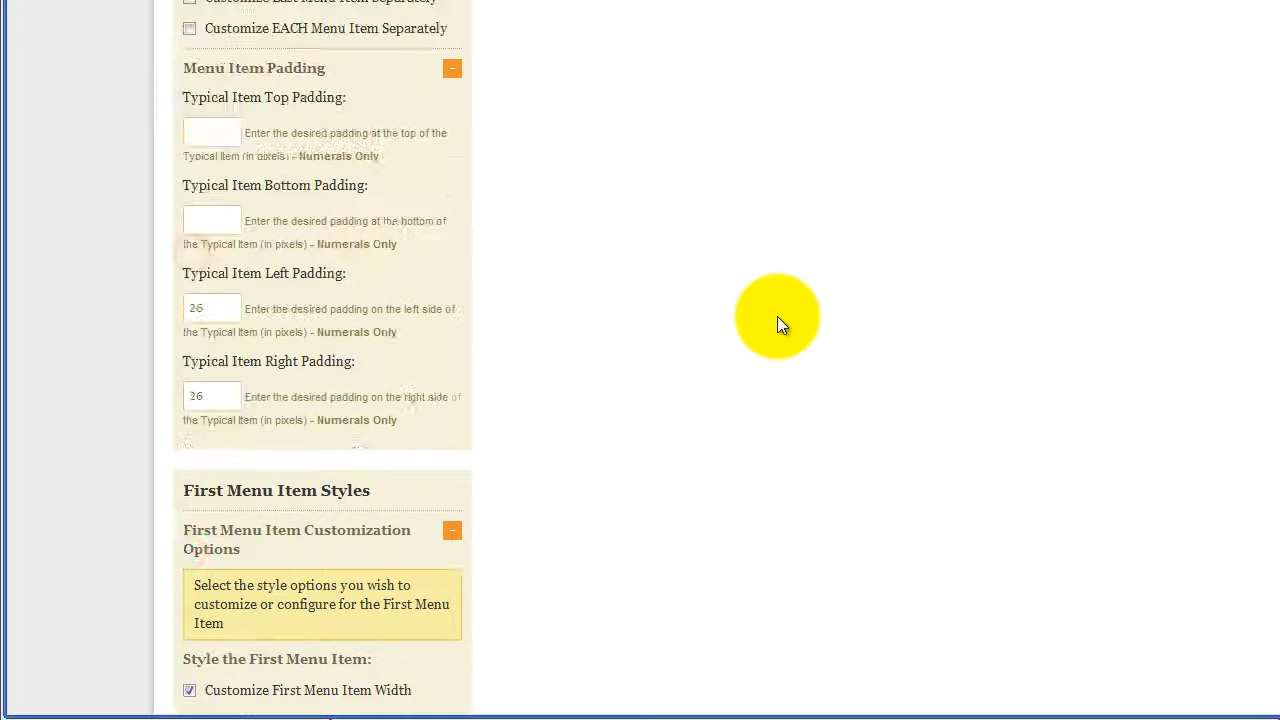 Customize Last Menu Item Separately
Customize EACH Menu Item Separately
Menu Item Padding
Typical Item Top Padding:
Enter the desired padding at the top of the
Typical Item (in pixels) - Numerals Only
Typical Item Bottom Padding:
Enter the desired padding at the bottom of
the Typical Item (in pixels) - Numerals Only
Typical Item Left Padding:
26 Enter the desired padding on the left side of
the Typical Item (in pixels) - Numerals Only
Typical Item Right Padding:
26 Enter the desired padding on the right side of
the Typical Item (in pixels) - Numerals Only
First Menu Item Styles
First Menu Item Customization
Options
Select the style options you wish to
customize or configure for the First Menu
Item
Style the First Menu Item:
Customize First Menu Item Width